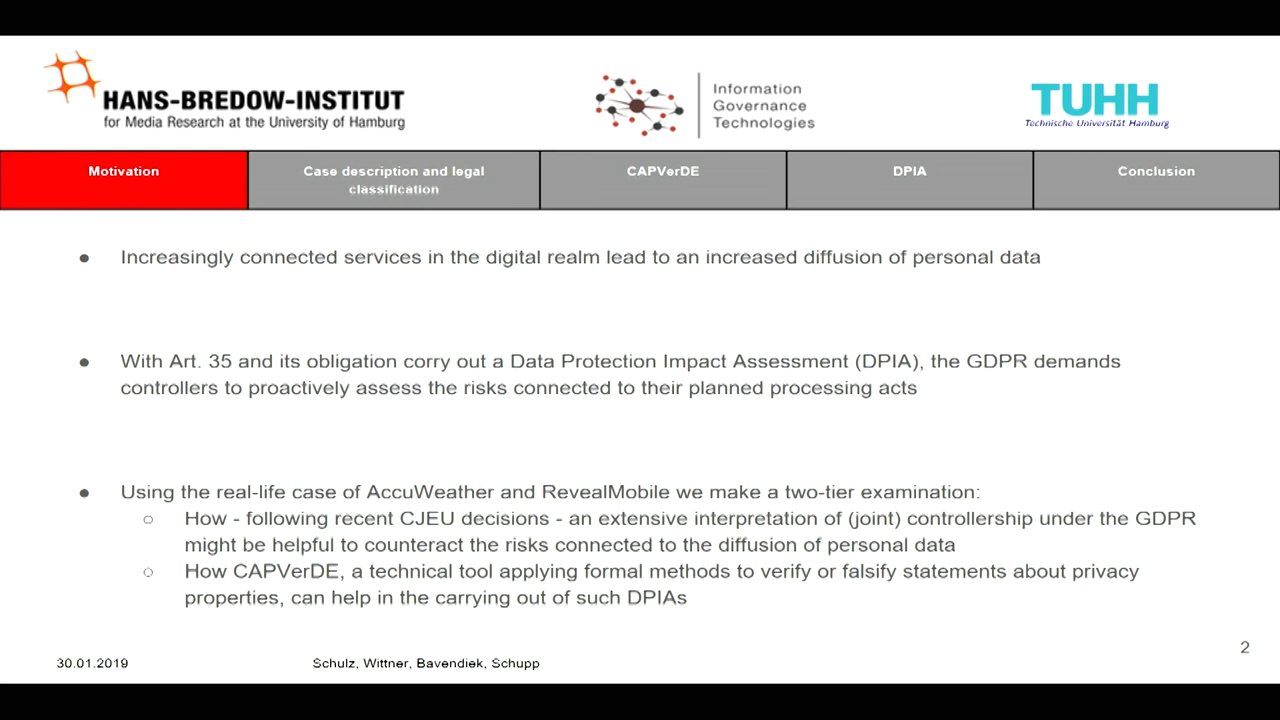 HANS-BREDOW-INSTITUT
for Media Research at the University of Hamburg
Information
Governance
Technologies
TUHH
Technische Universität Hamburg
Motivation
Case description and legal
classification
CAPVerDE
DPIA
Conclusion
● Increasingly connected services in the digital realm lead to an increased diffusion of personal data
● With Art. 35 and its obligation carry out a Data Protection Impact Assessment (DPIA), the GDPR demands
controllers to proactively assess the risks connected to their planned processing acts
● Using the real-life case of AccuWeather and RevealMobile we make a two-tier examination:
○ How - following recent CJEU decisions - an extensive interpretation of (joint) controllership under the GDPR
might be helpful to counteract the risks connected to the diffusion of personal data
○ How CAPVerDE, a technical tool applying formal methods to verify or falsify statements about privacy
properties, can help in the carrying out of such DPIAs
2
30.01.2019
Schulz, Wittner, Bavendiek, Schupp